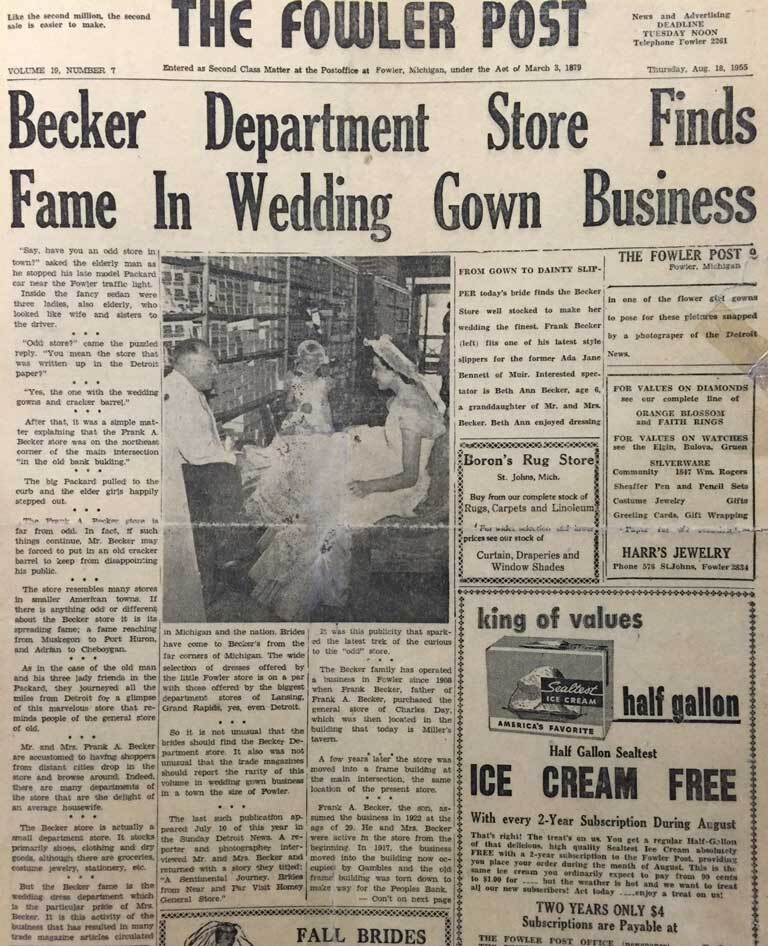 Like the second million, the second
sale is easier to make.
THE FOWLER POST
News and Advertising
DEADLINE
TUESDAY NOON
Telephone Fowler 2261
VOLUME 19, NUMBER 7
Entered as Second Class Matter at the Postoffice at Fowler, Michigan, under the Act of March 3, 1879
Thursday, Aug. 18, 1955
Becker Department Store Finds
Fame In Wedding Gown Business
"Say, have you an odd store in
town?" asked the elderly man as
he stopped his late model Packard
car near the Fowler traffic light.
Inside the fancy sedan were
three ladies, also elderly, who
looked like wife and sisters to
the driver.
• • •
"Odd store?" came the puzzled
reply. "You mean the store that
was written up in the Detroit
paper?"
• • •
"Yes, the one with the wedding
gowns and cracker barrel."
• • •
After that, it was a simple mat-
ter explaining that the Frank A.
Becker store was on the northeast
corner of the main intersection
"in the old bank bulding."
• • •
The big Packard pulled to the
curb and the elder girls happily
stepped out.
• • •
The Frank A. Becker store is
far from odd. In fact, if such
things continue, Mr. Becker may
be forced to put in an old cracker
barrel to keep from disappointing
his public.
• • •
The store resembles many stores
in smaller American towns. If
there is anything odd or different
about the Becker store it is its
spreading fame; a fame reaching
from Muskegon to Port Huron,
and Adrian to Cheboygan.
• • •
As in the case of the old man
and his three lady friends in the
Packard, they journeyed all the
miles from Detroit for a glimpse
of this marvelous store that re-
minds people of the general store
of old.
• • •
Mr. and Mrs. Frank A. Becker
are accustomed to having shoppers
from distant cities drop in the
store and browse around. Indeed,
there are many departments of
the store that are the delight of
an average housewife.
• • •
The Becker store is actually a
small department store. It stocks
primarily shoes, clothing and dry
goods, although there are groceries,
costume jewelry, stationery, etc.
• • •
But the Becker fame is the
wedding dress department which
is the particular pride of Mrs.
Becker. It is this activity of the
business that has resulted in many
trade magazine articles circulated
in Michigan and the nation. Brides
have come to Becker's from the
far corners of Michigan. The wide
selection of dresses offered by
the little Fowler store is on a par
with those offered by the biggest
department stores of Lansing,
Grand Rapids, yes, even Detroit.
• • •
So it is not unusual that the
brides should find the Becker De-
partment store. It also was not
unusual that the trade magazines
should report the rarity of this
volume in wedding gown business
in a town the size of Fowler.
• • •
The last such publication ap-
peared July 10 of this year in
the Sunday Detroit News. A re-
porter and photographer inter-
viewed Mr. and Mrs. Becker and
returned with a story they titled:
"A Sentimental Journey. Brides
from Near and Far Visit Homey
General Store."
It was this publicity that spark-
ed the latest trek of the curious
to the "odd" store.
• • •
The Becker family has operated
a business in Fowler since 1908
when Frank Becker, father of
Frank A. Becker, purchased the
general store of Charles Day,
which was then located in the
building that today is Miller's
tavern.
• • •
A few years later the store was
moved into a frame building at
the main intersection, the same
location of the present store.
• • •
Frank A. Becker, the son, as-
sumed the business in 1922 at the
age of 29. He and Mrs. Becker
were active in the store from the
beginning. In 1917, the business
moved into the building now oc-
cupied by Gambles and the old
frame building was torn down to
make way for the Peoples Bank.
— Con't on next page
FROM GOWN TO DAINTY SLIP-
PER today's bride finds the Becker
Store well stocked to make her
wedding the finest. Frank Becker
(left) fits one of his latest style
slippers for the former Ada Jane
Bennett of Muir. Interested spec-
tator is Beth Ann Becker, age 6,
a granddaughter of Mr. and Mrs.
Becker. Beth Ann enjoyed dressing
THE FOWLER POST
Fowler, Michigan
in one of the flower girl gowns
to pose for these pictures snapped
by a photograper of the Detroit
News.
Boron's Rug Store
St. Johns, Mich.
Buy from our complete stock of
Rugs, Carpets and Linoleum
For wider selection and lower
prices see our stock of
Curtain, Draperies and
Window Shades
FOR VALUES ON DIAMONDS
see our complete line of
ORANGE BLOSSOM
and FAITH RINGS
FOR VALUES ON WATCHES
see the Elgin, Bulova, Gruen
SILVERWARE
Community 1847 Wm. Rogers
Sheaffer Pen and Pencil Sets
Costume Jewelry Gifts
Greeting Cards, Gift Wrapping
HARR'S JEWELRY
Phone 576 St.Johns, Fowler 2834
king of values
Sealtest
ICE CREAM
AMERICA'S FAVORITE
half gallon
Half Gallon Sealtest
ICE CREAM FREE
With every 2-Year Subscription During August
That's right! The treat's on us. You get a regular Half-Gallon
of that delicious, high quality Sealtest Ice Cream absolutely
FREE with a 2-year subscription to the Fowler Post, providing
you place your order during the month of August. This is the
same ice cream you ordinarily expect to pay from 90 cents
to $1.00 for .... but the weather is hot and we want to treat
all our new subscribers! Act today ....enjoy a treat on us!
TWO YEARS ONLY $4
Subscriptions are Payable at
THE FOWLER POST OFFICE
FALL BRIDES